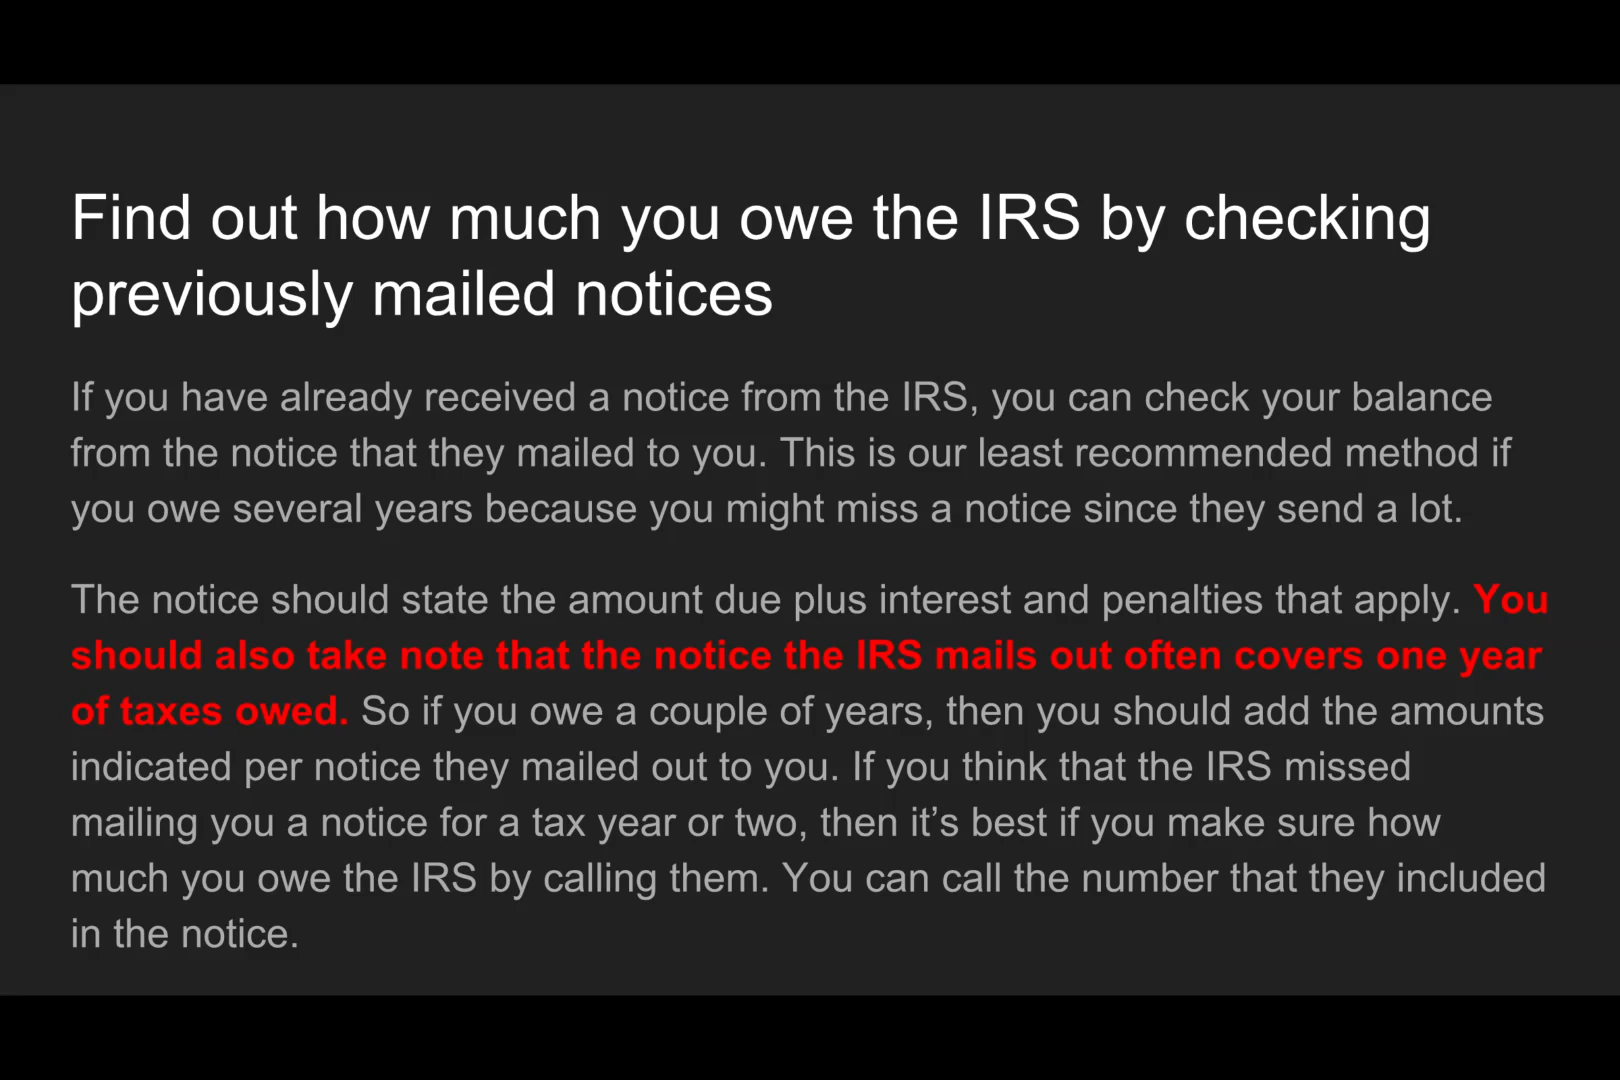 Find out how much you owe the IRS by checking
previously mailed notices
If you have already received a notice from the IRS, you can check your balance
from the notice that they mailed to you. This is our least recommended method if
you owe several years because you might miss a notice since they send a lot.
The notice should state the amount due plus interest and penalties that apply. You
should also take note that the notice the IRS mails out often covers one year
of taxes owed. So if you owe a couple of years, then you should add the amounts
indicated per notice they mailed out to you. If you think that the IRS missed
mailing you a notice for a tax year or two, then it’s best if you make sure how
much you owe the IRS by calling them. You can call the number that they included
in the notice.